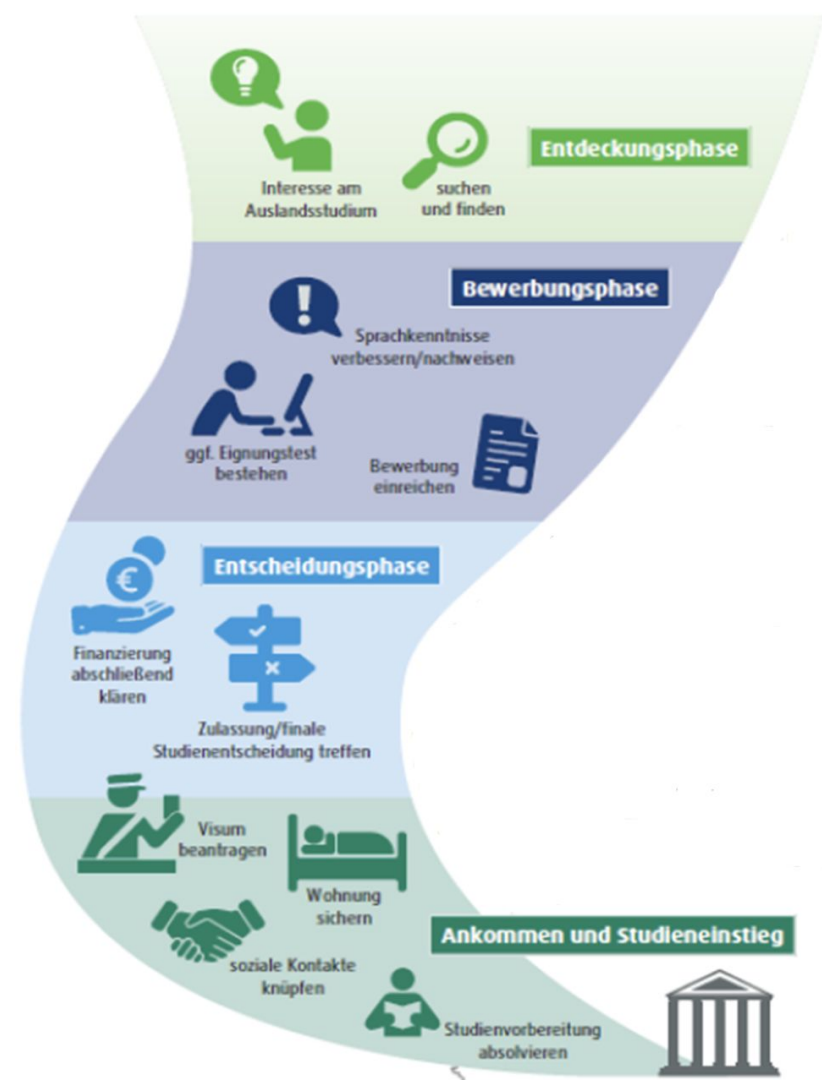 Entdeckungsphase
Interesse am
Auslandsstudium
suchen
und finden
Bewerbungsphase
Sprachkenntnisse
verbessern/nachweisen
ggf. Eignungstest
bestehen
Bewerbung
einreichen
Entscheidungsphase
€
Finanzierung
abschließend
klären
Zulassung/finale
Studienentscheidung treffen
Visum
beantragen
Wohnung
sichern
Ankommen und Studieneinstieg
soziale Kontakte
knüpfen
Studienvorbereitung
absolvieren